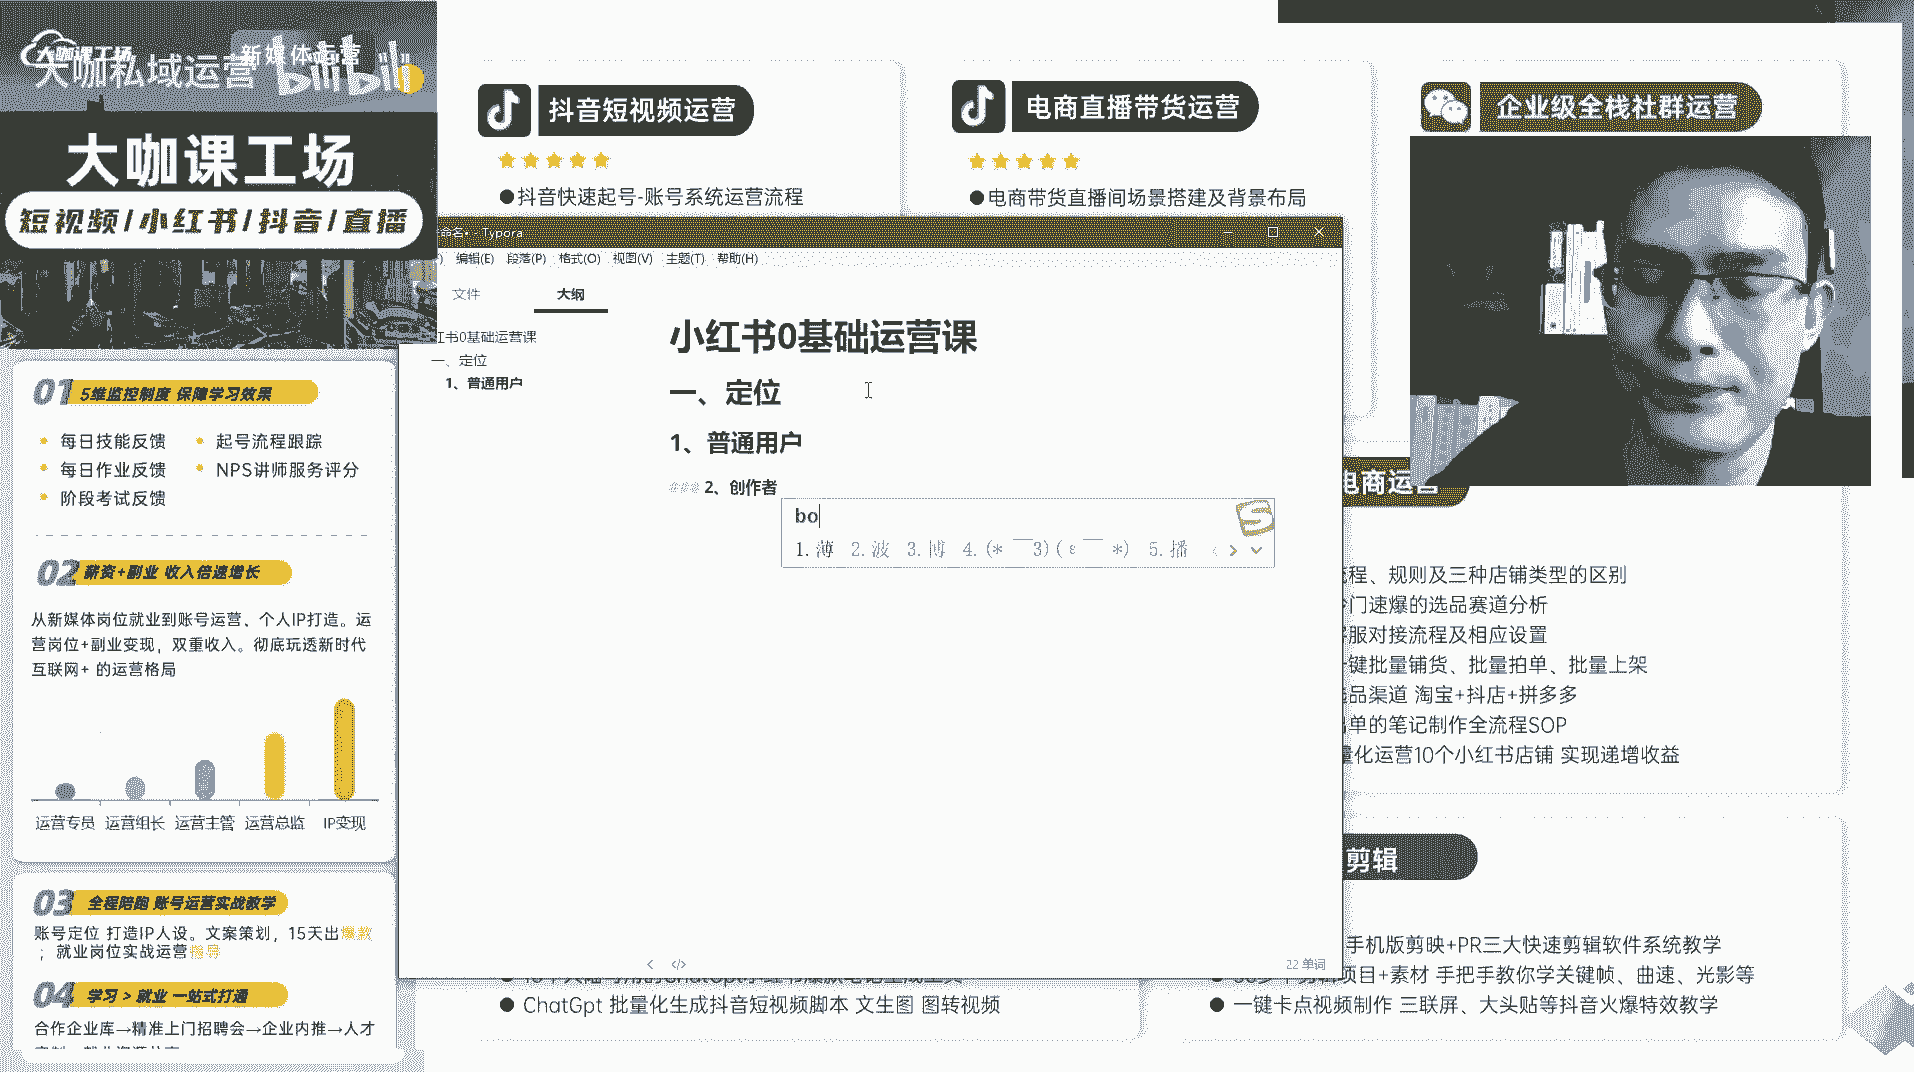 大咖课工场
新媒体运营
大咖私域运营
bilibili
大咖课工场
短视频/小红书/抖音/直播
01 5维监控制度 保障学习效果
每日技能反馈
起号流程跟踪
每日作业反馈
NPS讲师服务评分
阶段考试反馈
02 薪资+副业 收入倍速增长
从新媒体岗位就业到账号运营、个人IP打造。运
营岗位+副业变现，双重收入。彻底玩透新时代
互联网+ 的运营格局
运营专员 运营组长 运营主管 运营总监 IP变现
03 全程陪跑 账号运营实战教学
账号定位 打造IP人设。文案策划，15天出爆款
；就业岗位实战运营指导
04 学习 > 就业 一站式打通
合作企业库→精准上门招聘会→企业内推→人才
抖音短视频运营
●抖音快速起号-账号系统运营流程
电商直播带货运营
●电商带货直播间场景搭建及背景布局
企业级全栈社群运营
命名• - Typora
编辑(E) 段落(P) 格式(O) 视图(V) 主题(T) 帮助(H)
文件 大纲
红书0基础运营课
一、定位
1、普通用户
小红书0基础运营课
一、定位
1、普通用户
### 2、创作者
bo
1.薄 2.波 3.博 4.(*￣3)(ε￣*) 5.播
22 单词
电商运营
程、规则及三种店铺类型的区别
门速爆的选品赛道分析
服对接流程及相应设置
键批量铺货、批量拍单、批量上架
品渠道 淘宝+抖店+拼多多
单的笔记制作全流程SOP
量化运营10个小红书店铺 实现递增收益
剪辑
手机版剪映+PR三大快速剪辑软件系统教学
项目+素材 手把手教你学关键帧、曲速、光影等
● 一键卡点视频制作 三联屏、大头贴等抖音火爆特效教学
● ChatGpt 批量化生成抖音短视频脚本 文生图 图转视频